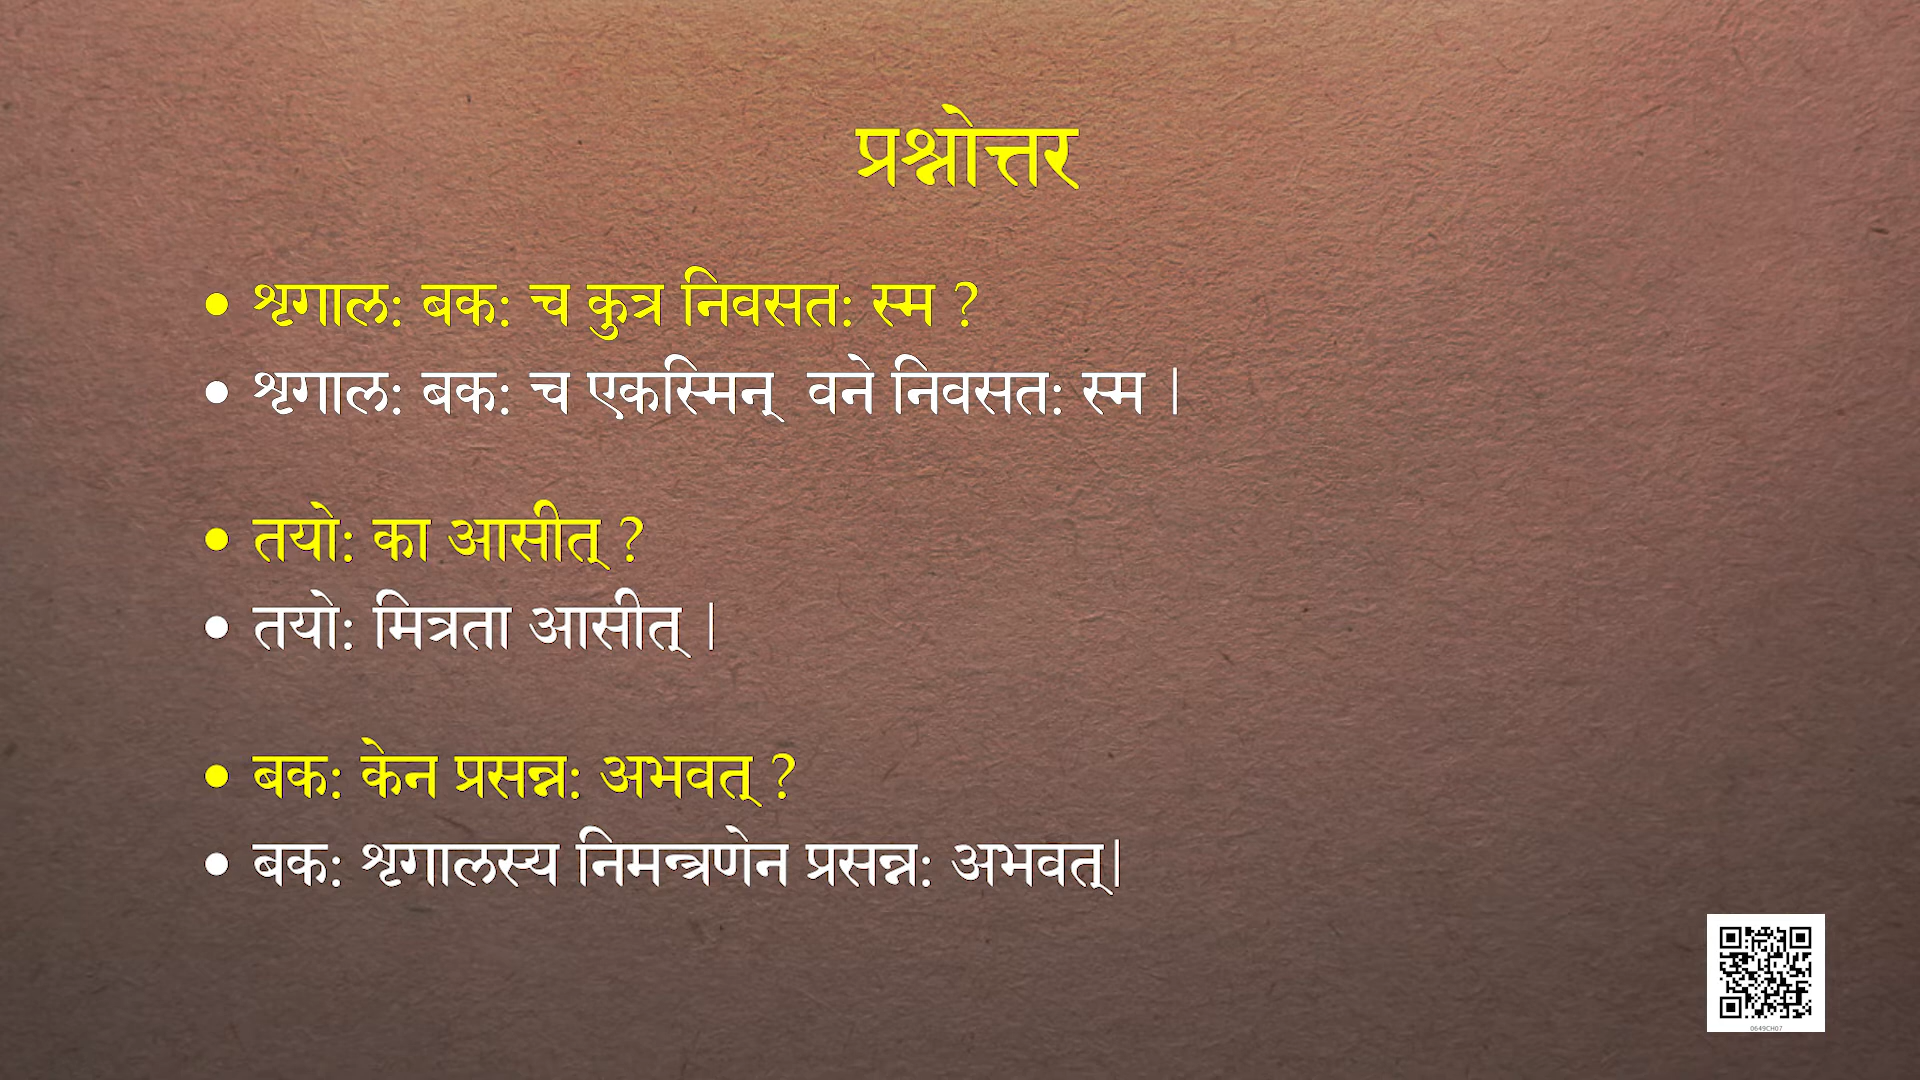 प्रश्नोत्तर
• शृगाल: बक: च कुत्र निवसत: स्म ?
• शृगाल: बक: च एकस्मिन् वने निवसत: स्म |
• तयो: का आसीत् ?
• तयो: मित्रता आसीत् |
• बक: केन प्रसन्न: अभवत् ?
• बक: शृगालस्य निमन्त्रणेन प्रसन्न: अभवत्|
0649CH07